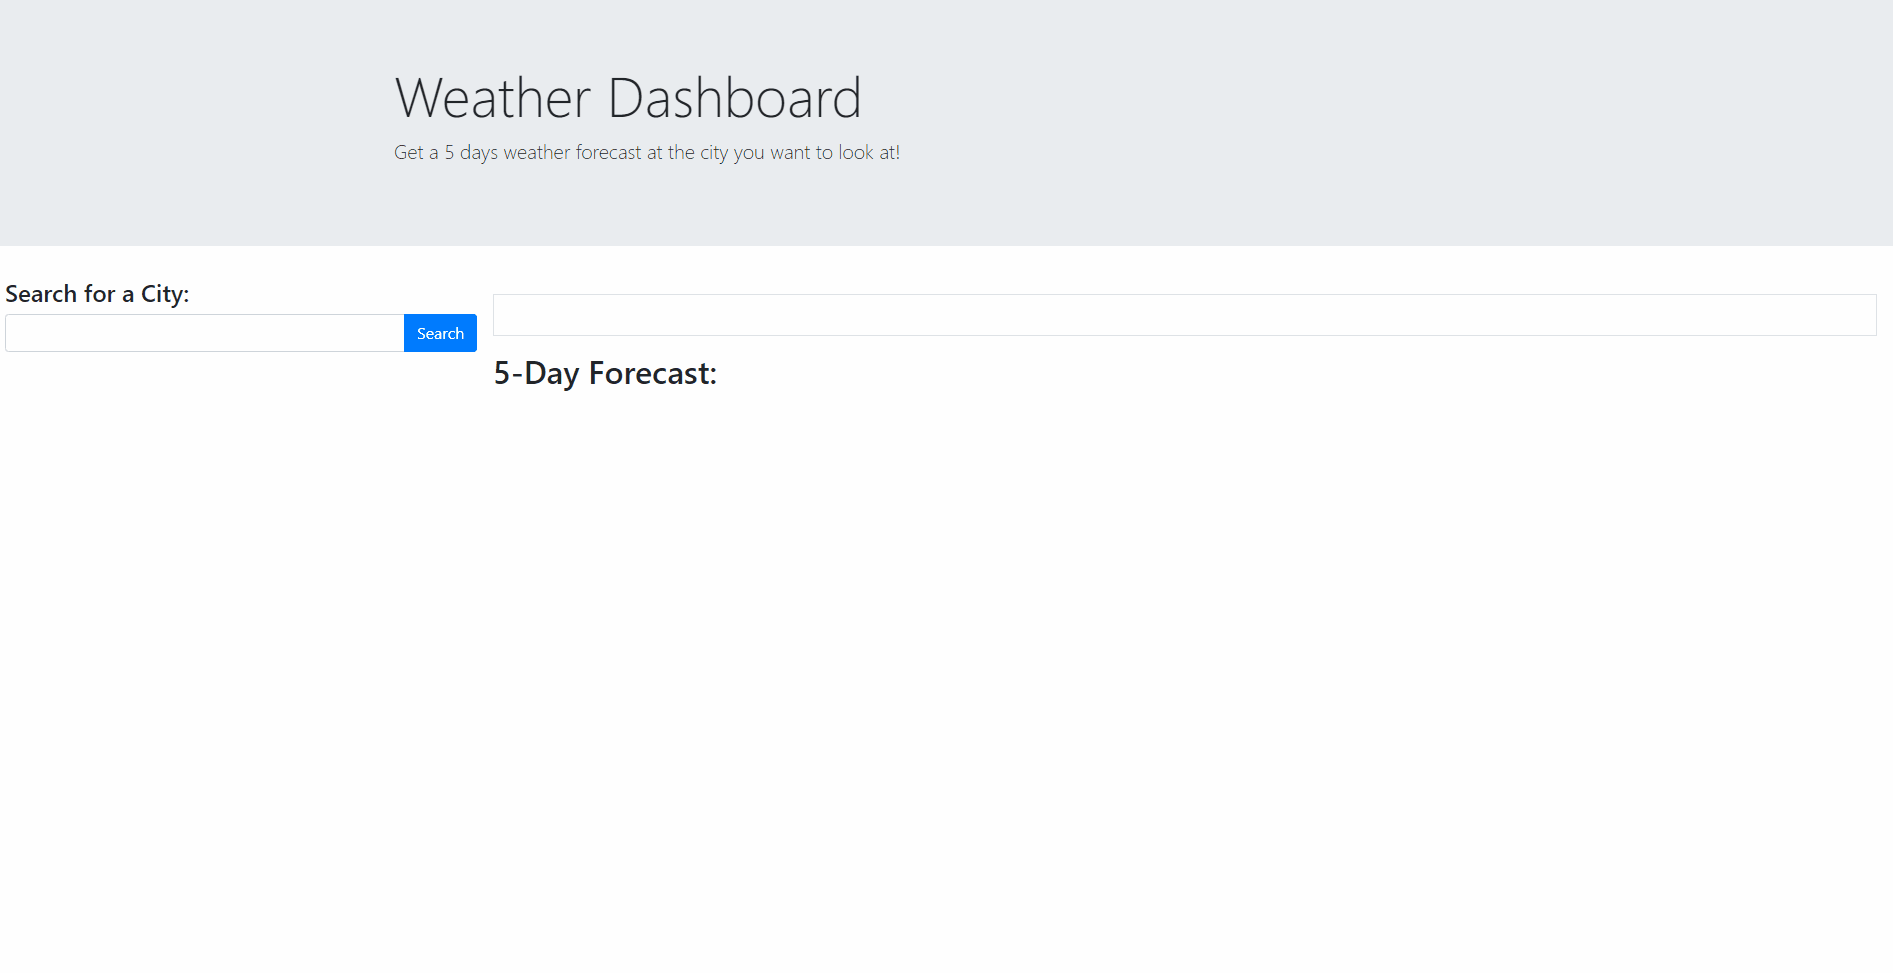 Weather Dashboard
Get a 5 days weather forecast at the city you want to look at!
Search for a City:
Search
5-Day Forecast: